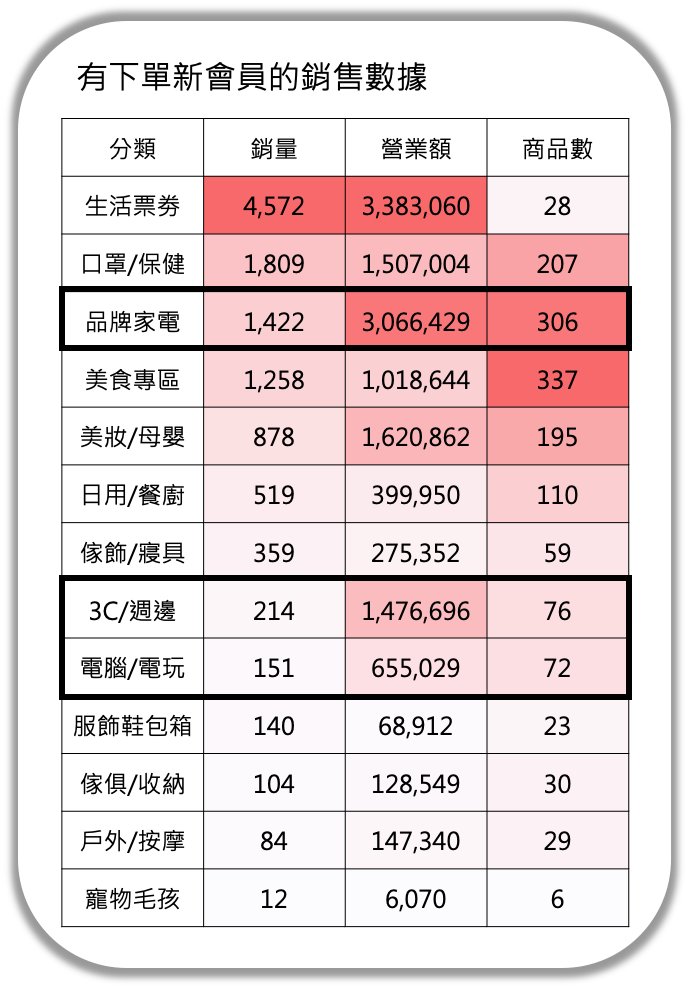 有下單新會員的銷售數據
分類 銷量 營業額 商品數
生活票券 4,572 3,383,060 28
口罩/保健 1,809 1,507,004 207
品牌家電 1,422 3,066,429 306
美食專區 1,258 1,018,644 337
美妝/母嬰 878 1,620,862 195
日用/餐廚 519 399,950 110
傢飾/寢具 359 275,352 59
3C/週邊 214 1,476,696 76
電腦/電玩 151 655,029 72
服飾鞋包箱 140 68,912 23
傢俱/收納 104 128,549 30
戶外/按摩 84 147,340 29
寵物毛孩 12 6,070 6